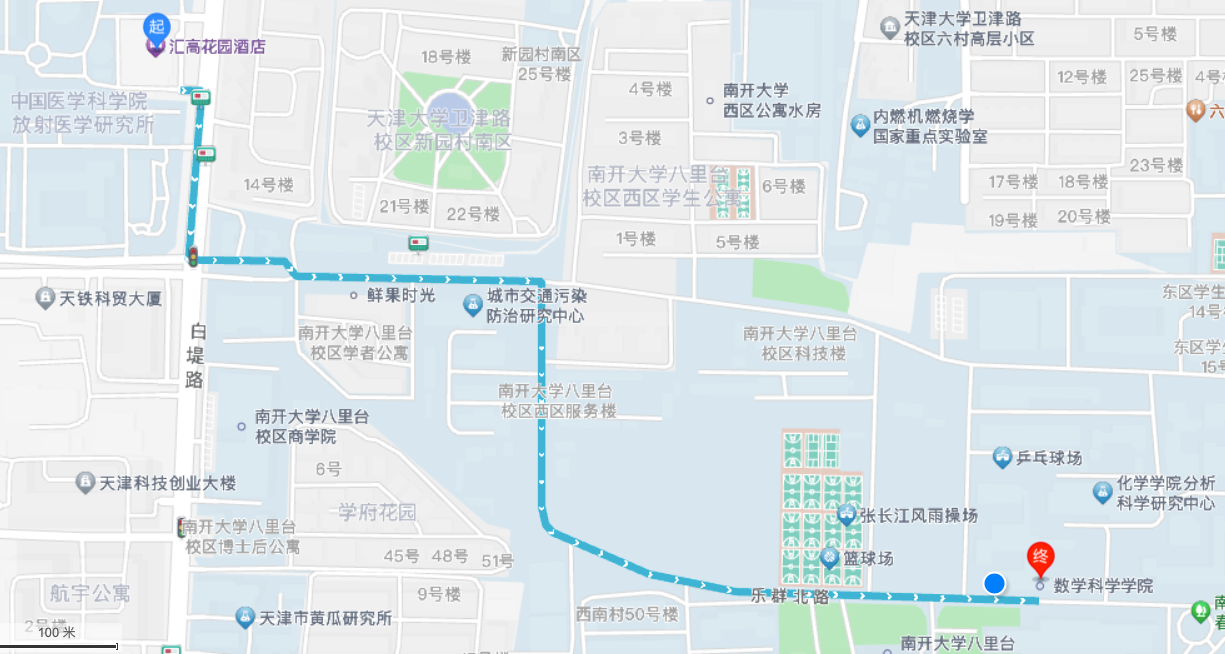 起
汇高花园酒店
18号楼
新园村南区
25号楼
天津大学卫津路
校区六村高层小区
5号楼
中国医学科学院
放射医学研究所
天津大学卫津路
校区新园村南区
4号楼
南开大学
西区公寓水房
12号楼
25号楼
4号
六
3号楼
内燃机燃烧学
国家重点实验室
14号楼
南开大学八里台
校区西区学生公寓
6号楼
23号楼
17号楼
18号楼
21号楼
22号楼
19号楼
20号楼
1号楼
5号楼
天铁科贸大厦
鲜果时光
城市交通污染
防治研究中心
东区学生
14号
白堤路
南开大学八里台
校区学者公寓
南开大学八里台
校区科技楼
东区学生
15号
南开大学八里台
校区西区服务楼
南开大学八里台
校区商学院
6号
乒乓球场
天津科技创业大楼
化学学院分析
科学研究中心
学府花园
张长江风雨操场
南开大学八里台
校区博士后公寓
45号
48号
51号
篮球场
终
数学科学学院
航宇公寓
9号楼
乐群北路
天津市黄瓜研究所
西南村50号楼
南
春
2号楼
100 米
南开大学八里台